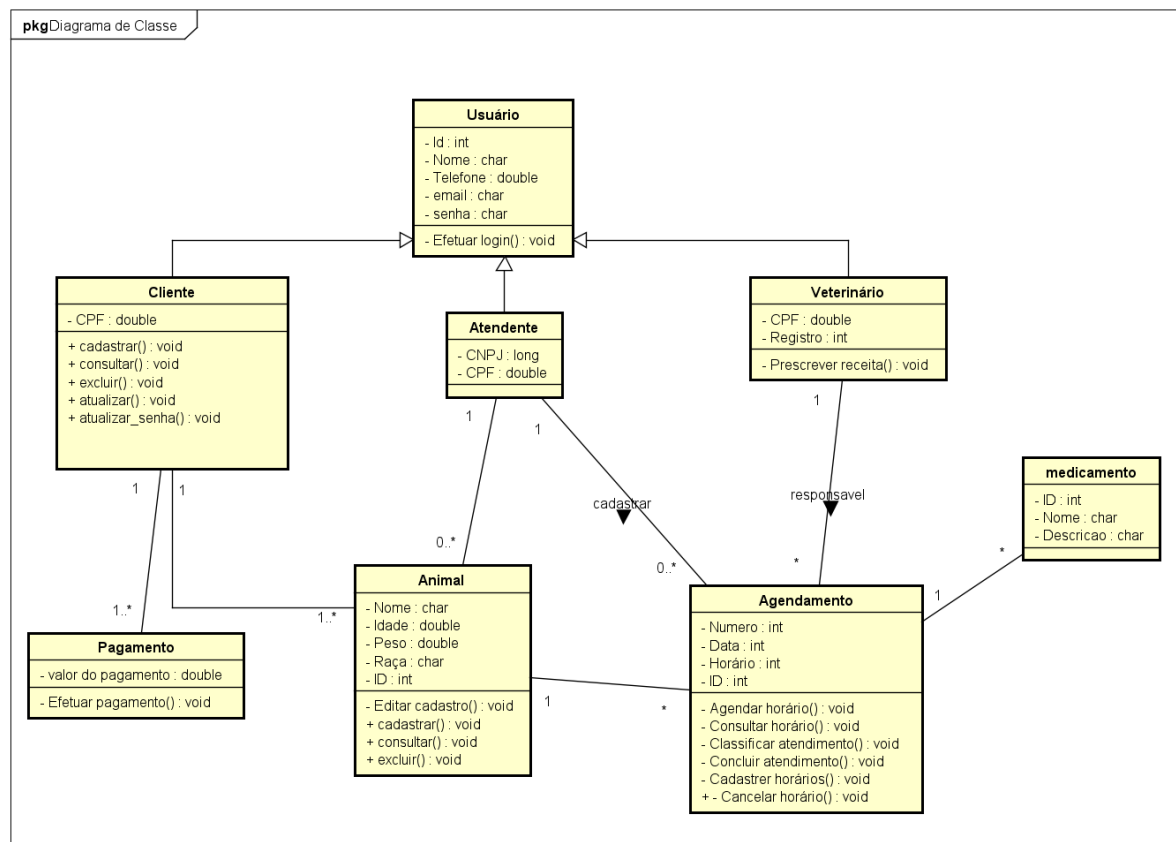 pkgDiagrama de Classe
Usuário
- Id : int
- Nome : char
- Telefone : double
- email : char
- senha : char
- Efetuar login() : void
Cliente
- CPF : double
+ cadastrar() : void
+ consultar() : void
+ excluir() : void
+ atualizar() : void
+ atualizar_senha() : void
Atendente
- CNPJ : long
- CPF : double
Veterinário
- CPF : double
- Registro : int
- Prescrever receita() : void
1
1
1
1
1
cadastrar
responsavel
medicamento
- ID : int
- Nome : char
- Descricao : char
0..*
0..*
*
*
1
1..*
1..*
Pagamento
- valor do pagamento : double
- Efetuar pagamento() : void
Animal
- Nome : char
- Idade : double
- Peso : double
- Raça : char
- ID : int
- Editar cadastro() : void
+ cadastrar() : void
+ consultar() : void
+ excluir() : void
1
*
Agendamento
- Numero : int
- Data : int
- Horário : int
- ID : int
- Agendar horário() : void
- Consultar horário() : void
- Classificar atendimento() : void
- Concluir atendimento() : void
- Cadastrer horários() : void
+ - Cancelar horário() : void